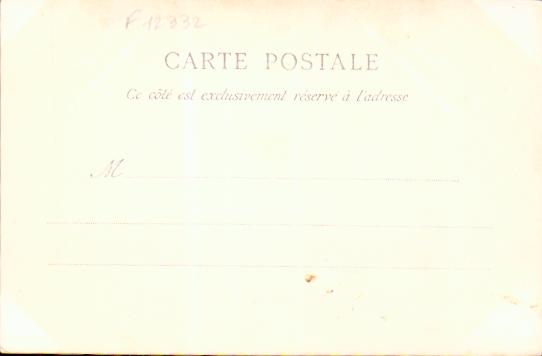 F 12332
CARTE POSTALE
Ce côté est exclusivement réservé à l'adresse
M